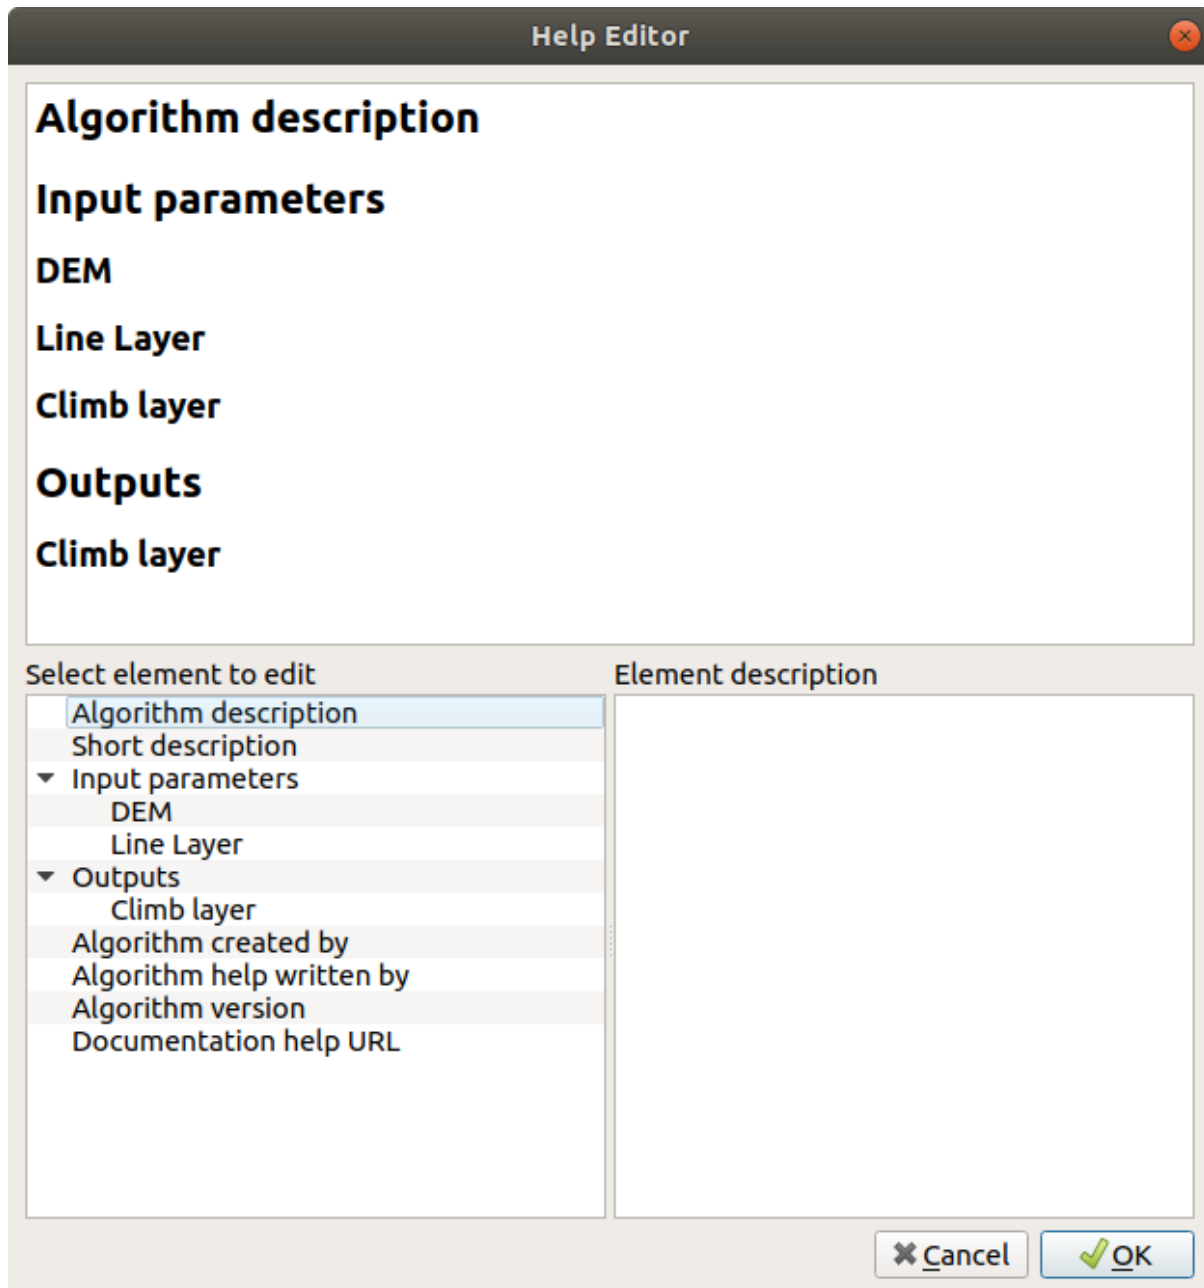 Help Editor
Algorithm description
Input parameters
DEM
Line Layer
Climb layer
Outputs
Climb layer
Select element to edit
Algorithm description
Short description
Input parameters
DEM
Line Layer
Outputs
Climb layer
Algorithm created by
Algorithm help written by
Algorithm version
Documentation help URL
Element description
Cancel
OK